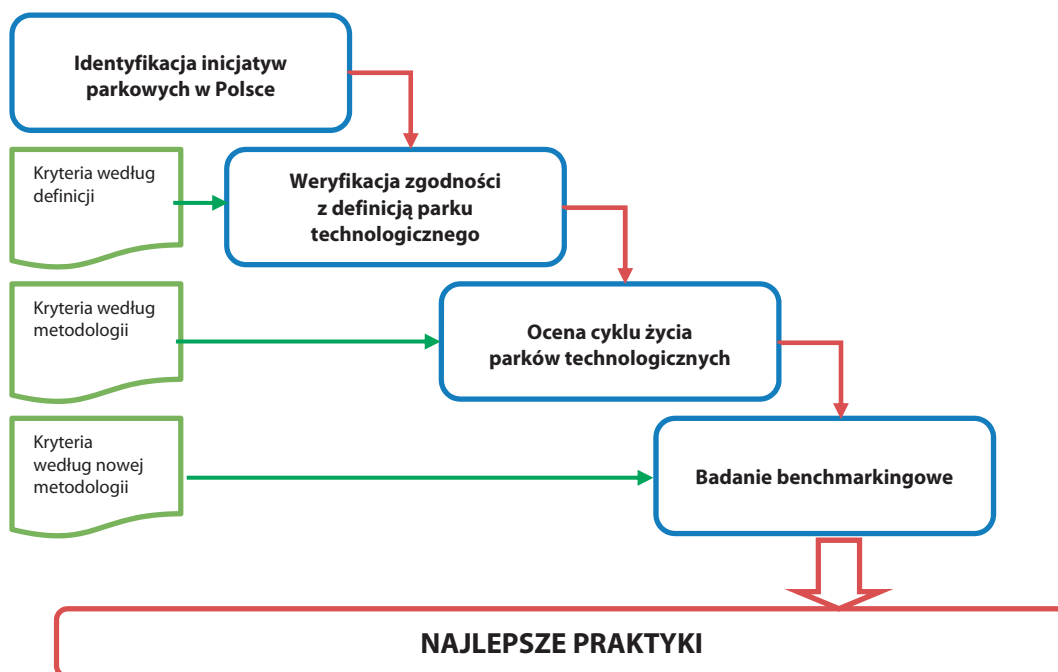 Identyfikacja inicjatyw
parkowych w Polsce
Kryteria według
definicji
Weryfikacja zgodności
z definicją parku
technologicznego
Kryteria według
metodologii
Ocena cyklu życia
parków technologicznych
Kryteria
według nowej
metodologii
Badanie benchmarkingowe
NAJLEPSZE PRAKTYKI